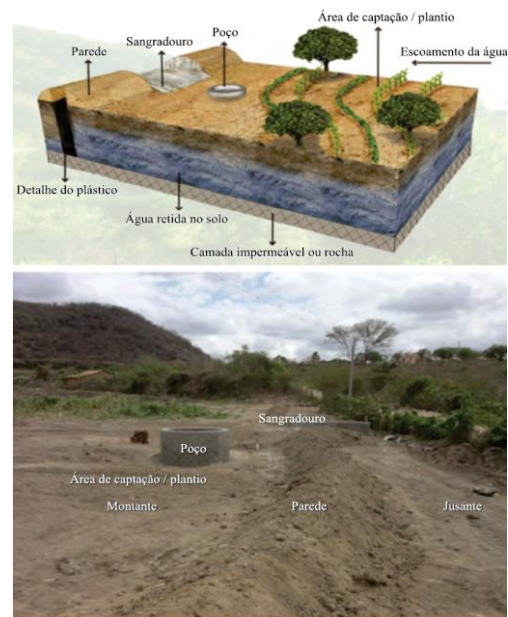 Área de captação / plantio
Poço
Sangradouro
Escoamento da água
Parede
Detalhe do plástico
Água retida no solo
Camada impermeável ou rocha
Sangradouro
Poço
Área de captação / plantio
Montante
Parede
Jusante